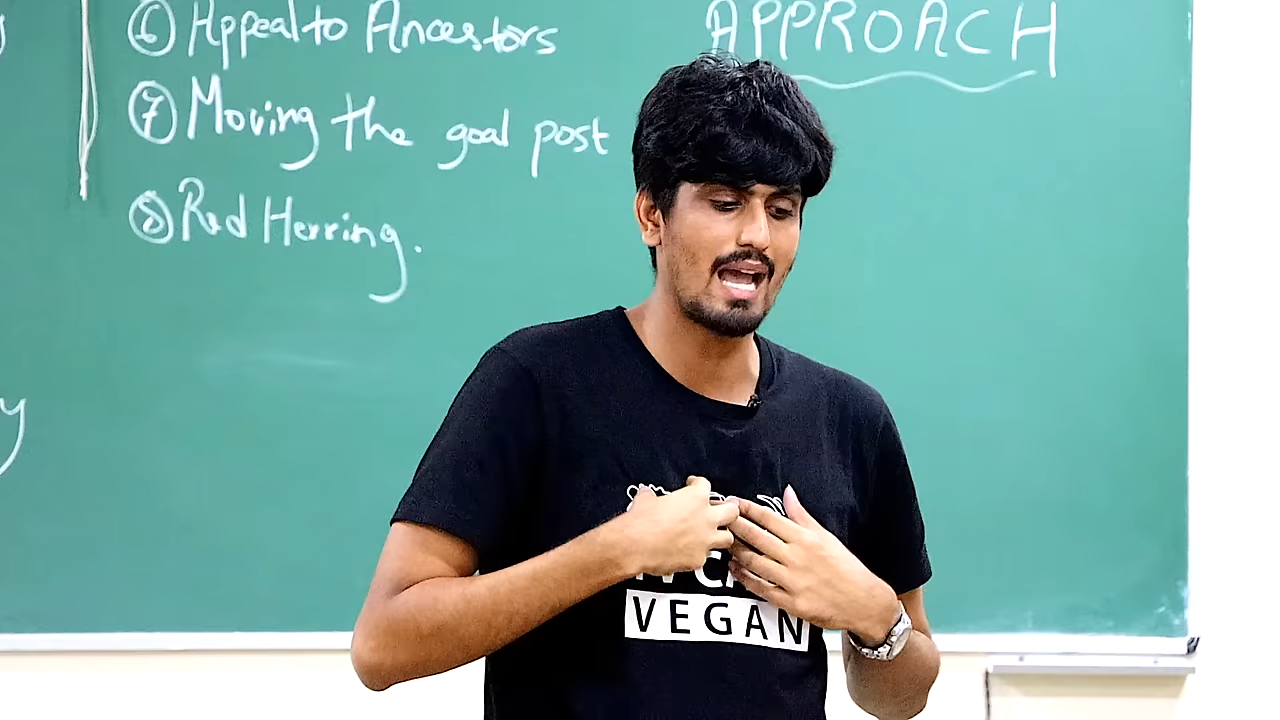 ⑥ Appeal to Ancestors
⑦ Moving the goal post
⑧ Red Herring.
APPROACH
VEGAN